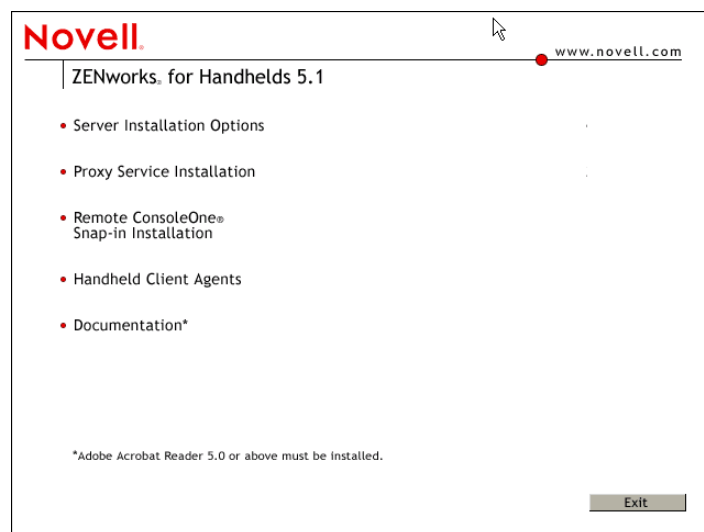 Novell.
www.novell.com
ZENworks® for Handhelds 5.1
• Server Installation Options
• Proxy Service Installation
• Remote ConsoleOne®
Snap-in Installation
• Handheld Client Agents
• Documentation*
*Adobe Acrobat Reader 5.0 or above must be installed.
Exit